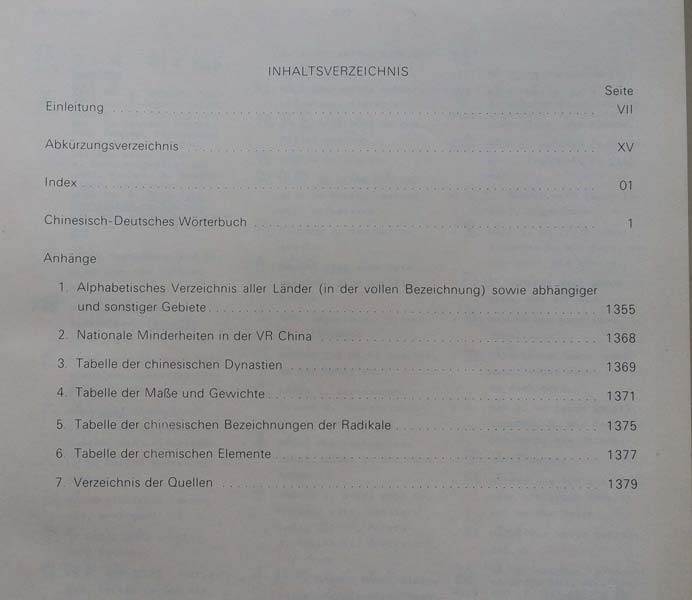 INHALTSVERZEICHNIS
Seite
Einleitung VII
Abkürzungsverzeichnis XV
Index 01
Chinesisch-Deutsches Wörterbuch 1
Anhänge
1. Alphabetisches Verzeichnis aller Länder (in der vollen Bezeichnung) sowie abhängiger
und sonstiger Gebiete 1355
2. Nationale Minderheiten in der VR China 1368
3. Tabelle der chinesischen Dynastien 1369
4. Tabelle der Maße und Gewichte 1371
5. Tabelle der chinesischen Bezeichnungen der Radikale 1375
6. Tabelle der chemischen Elemente 1377
7. Verzeichnis der Quellen 1379